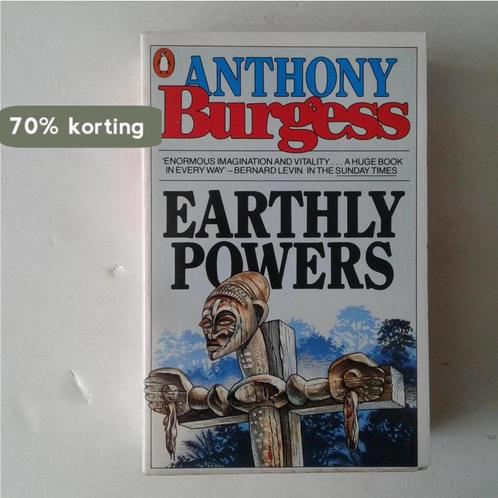 ANTHONY
Burgess
70% korting
'ENORMOUS IMAGINATION AND VITALITY . . . A HUGE BOOK
IN EVERY WAY' – BERNARD LEVIN IN THE SUNDAY TIMES
EARTHLY
POWERS